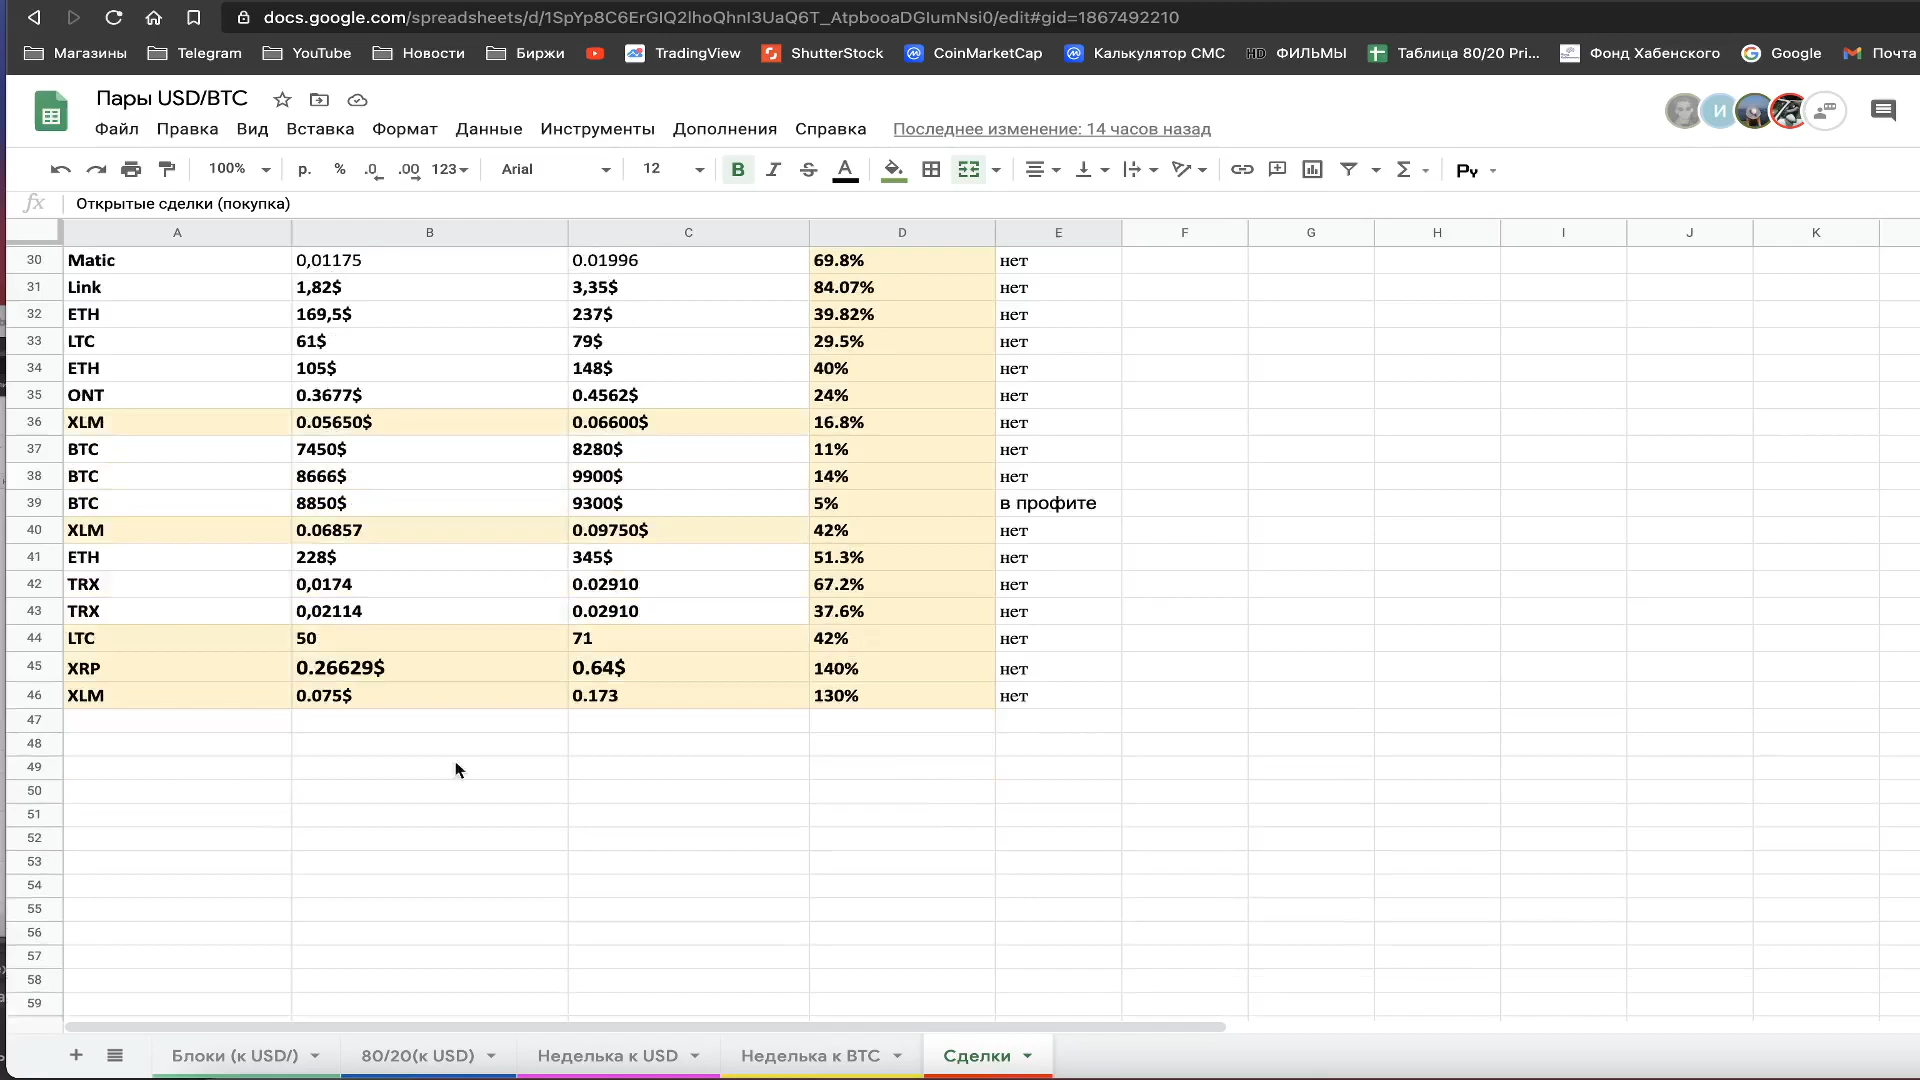 docs.google.com/spreadsheets/d/1SpYp8C6ErGIQ2lhoQhnI3UaQ6T_AtpbooaDGIumNsi0/edit#gid=1867492210
Магазины Telegram YouTube Новости Биржи TradingView ShutterStock CoinMarketCap Калькулятор CMC HD ФИЛЬМЫ Таблица 80/20 Pri... Фонд Хабенского Google Почта
Пары USD/BTC
И
Файл Правка Вид Вставка Формат Данные Инструменты Дополнения Справка Последнее изменение: 14 часов назад
100% р. % .0 .00 123 Arial 12 B I S A Σ Ру
fx Открытые сделки (покупка)
A B C D E F G H I J K
30 Matic 0,01175 0.01996 69.8% нет
31 Link 1,82$ 3,35$ 84.07% нет
32 ETH 169,5$ 237$ 39.82% нет
33 LTC 61$ 79$ 29.5% нет
34 ETH 105$ 148$ 40% нет
35 ONT 0.3677$ 0.4562$ 24% нет
36 XLM 0.05650$ 0.06600$ 16.8% нет
37 BTC 7450$ 8280$ 11% нет
38 BTC 8666$ 9900$ 14% нет
39 BTC 8850$ 9300$ 5% в профите
40 XLM 0.06857 0.09750$ 42% нет
41 ETH 228$ 345$ 51.3% нет
42 TRX 0,0174 0.02910 67.2% нет
43 TRX 0,02114 0.02910 37.6% нет
44 LTC 50 71 42% нет
45 XRP 0.26629$ 0.64$ 140% нет
46 XLM 0.075$ 0.173 130% нет
47
48
49
50
51
52
53
54
55
56
57
58
59
Блоки (к USD/) 80/20(к USD) Неделька к USD Неделька к BTC Сделки